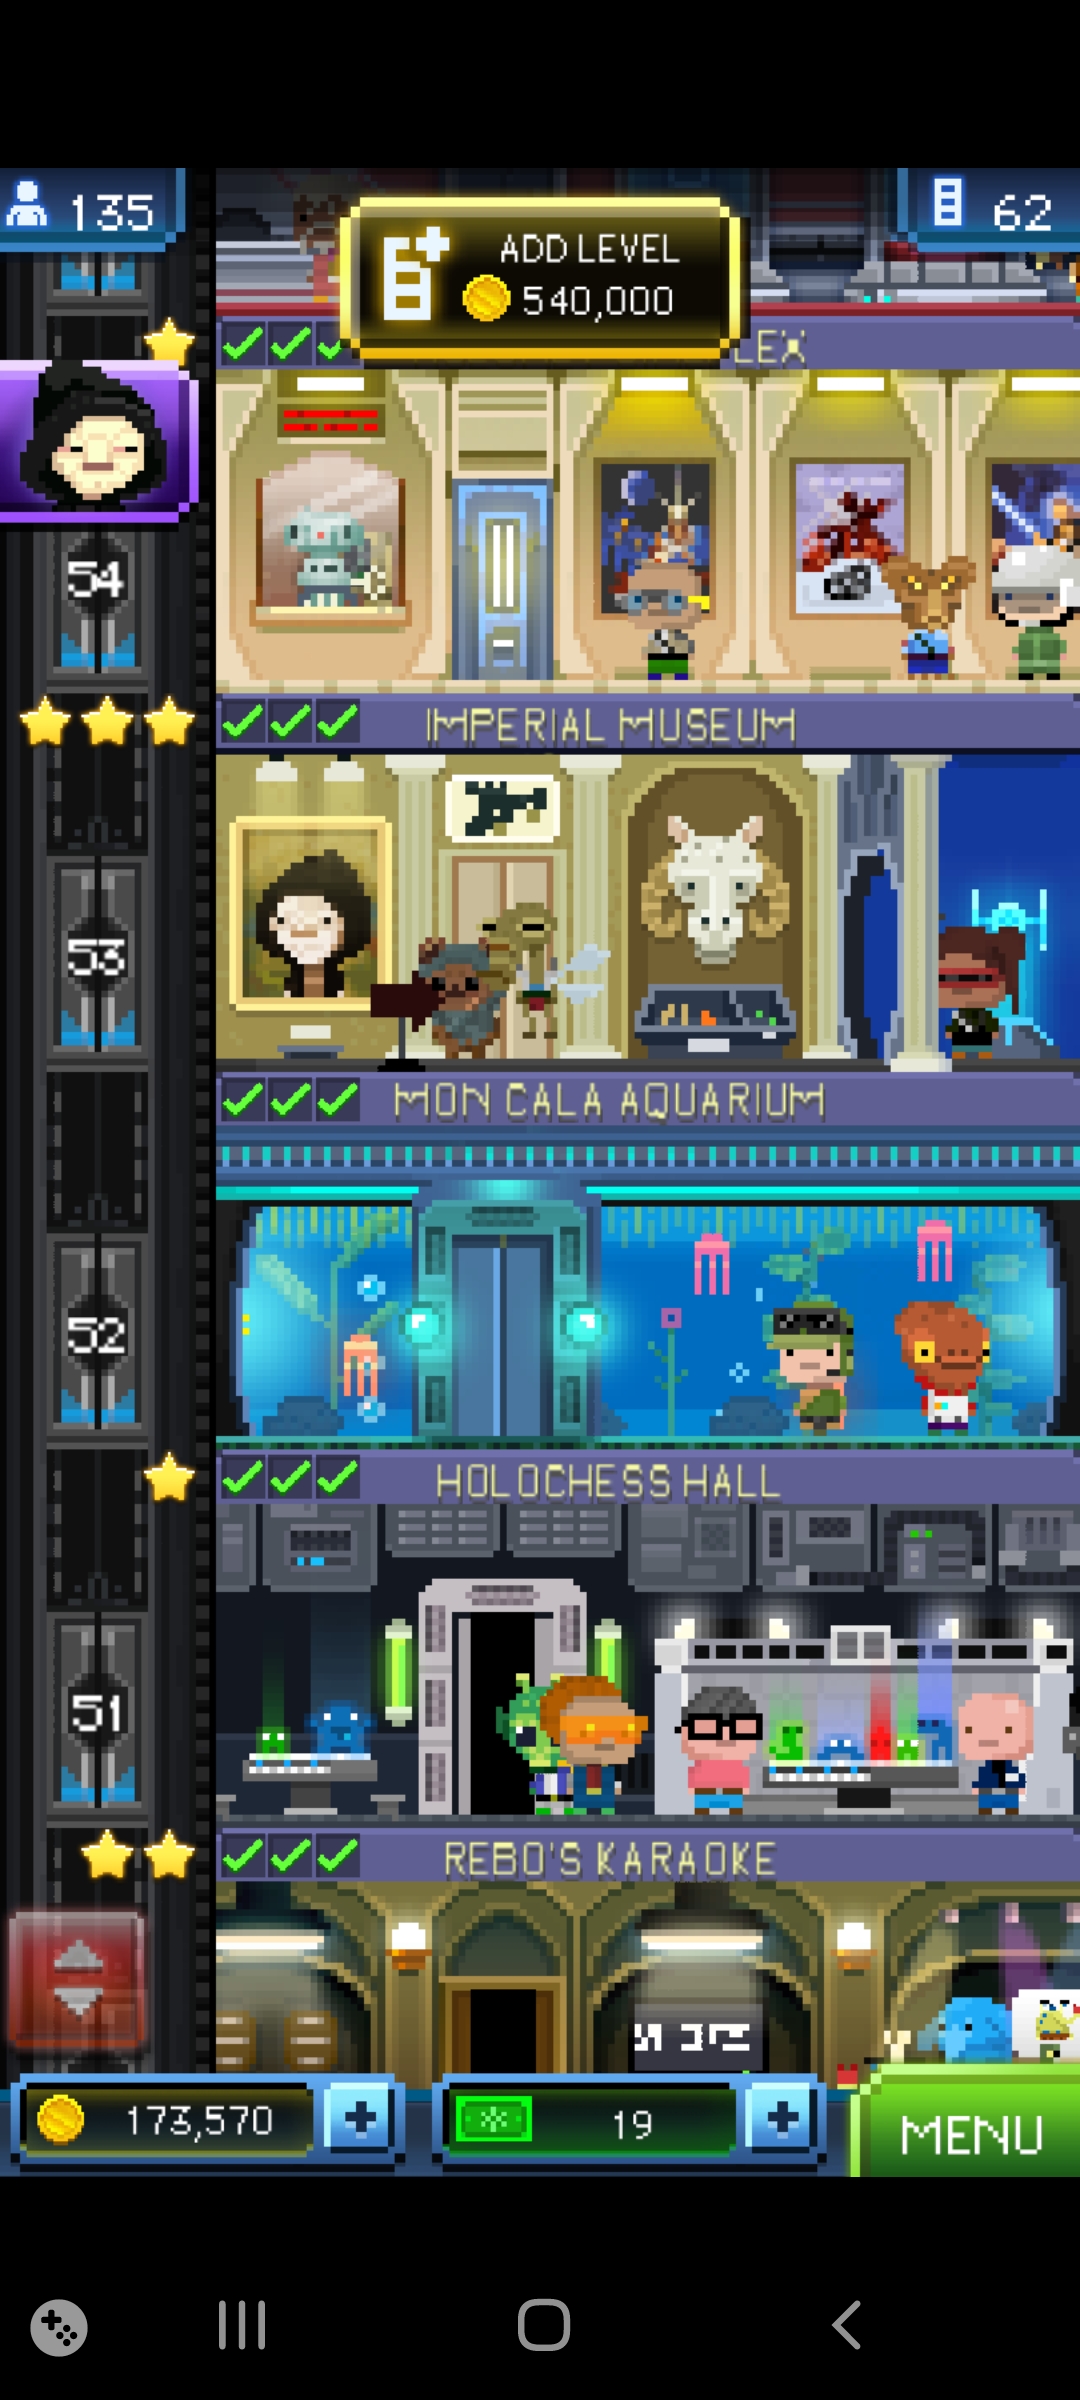 135
ADD LEVEL
540,000
62
LEX
54
IMPERIAL MUSEUM
53
MON CALA AQUARIUM
52
HOLOCHESS HALL
51
REBO'S KARAOKE
173,570
19
MENU